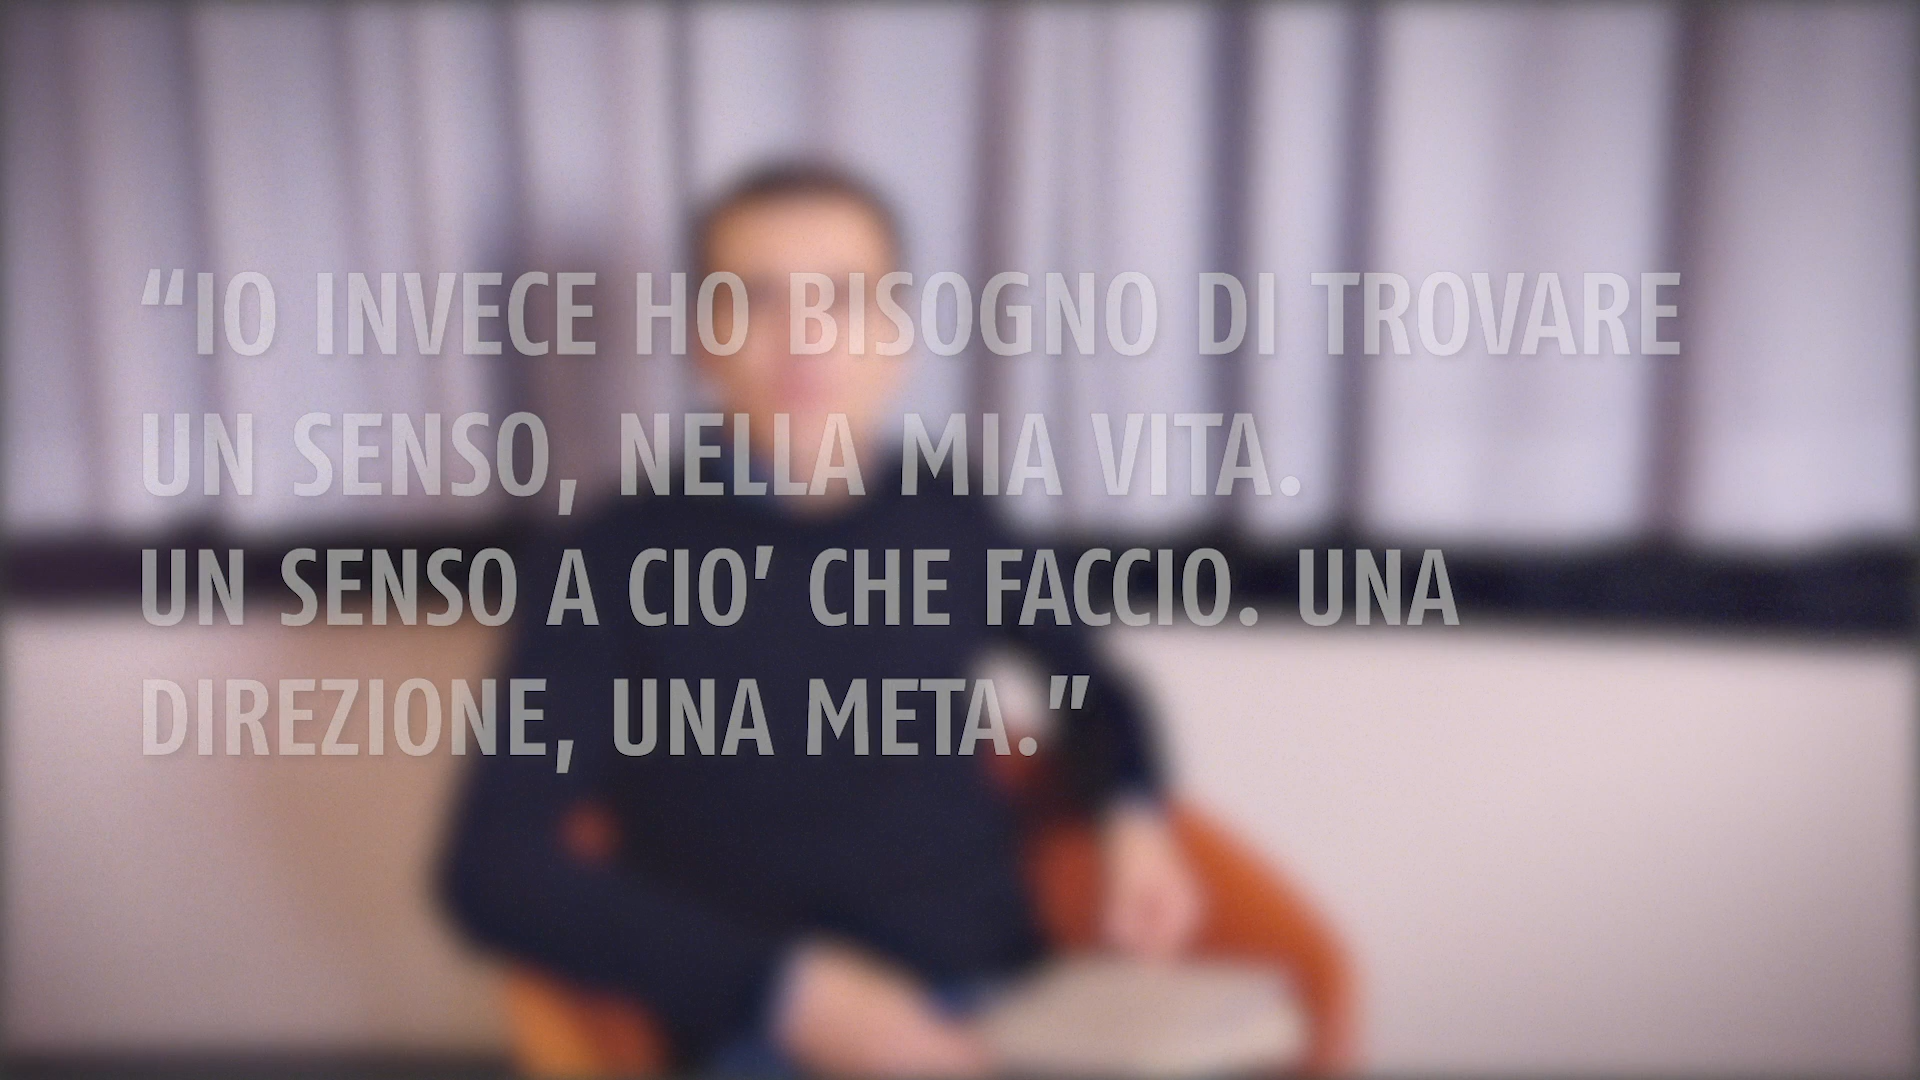 “IO INVECE HO BISOGNO DI TROVARE
UN SENSO, NELLA MIA VITA.
UN SENSO A CIO’ CHE FACCIO. UNA
DIREZIONE, UNA META.”